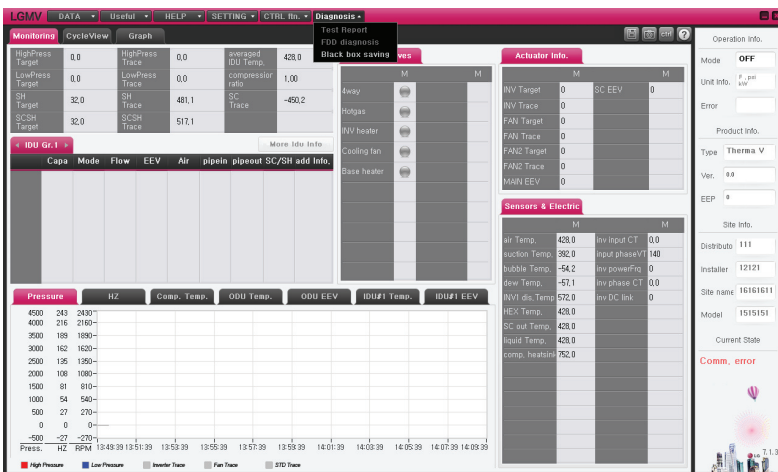 LGMV DATA Useful HELP SETTING CTRL ftn. Diagnosis
Test Report
FDD diagnosis
Black box saving
Monitoring CycleView Graph
ctrl ?
HighPress Target 0,0 HighPress Trace 0,0 averaged IDU Temp, 428,0
LowPress Target 0,0 LowPress Trace 0,0 compression ratio 1,00
SH Target 32,0 SH Trace 481,1 SC Trace -450,2
SCSH Target 32,0 SCSH Trace 517,1
IDU Gr.1 More Idu Info
Capa Mode Flow EEV Air pipein pipeout SC/SH add Info,
M M
4way
Hotgas
INV heater
Cooling fan
Base heater
Actuator Info.
M M
INV Target 0 SC EEV 0
INV Trace 0
FAN Target 0
FAN Trace 0
FAN2 Target 0
FAN2 Trace 0
MAIN EEV 0
Sensors & Electric
M M
air Temp, 428,0 inv input CT 0,0
suction Temp, 392,0 input phaseVT 140
bubble Temp, -54,2 inv powerFrq 0
dew Temp, -57,1 inv phase CT 0,0
INV1 dis,Temp 572,0 inv DC link 0
HEX Temp, 428,0
SC out Temp, 428,0
liquid Temp, 428,0
comp, heatsink 752,0
Pressure HZ Comp. Temp. ODU Temp. ODU EEV IDU#1 Temp. IDU#1 EEV
4500 243 2430
4000 216 2160
3500 189 1890
3000 162 1620
2500 135 1350
2000 108 1080
1500 81 810
1000 54 540
500 27 270
0 0 0
-500 -27 -270
Press. HZ RPM 13:49:39 13:51:39 13:53:39 13:55:39 13:57:39 13:59:39 14:01:39 14:03:39 14:05:39 14:07:39 14:09:39
High Pressure Low Pressure Inverter Trace Fan Trace STD Trace
Operation Info.
Mode OFF
Unit Info. F , psi
kW
Error
Product Info.
Type Therma V
Ver. 0.0
EEP 0
Site Info.
Distributo 111
Installer 12121
Site name 16161611
Model 1515151
Current State
Comm, error
LG 7.1.3